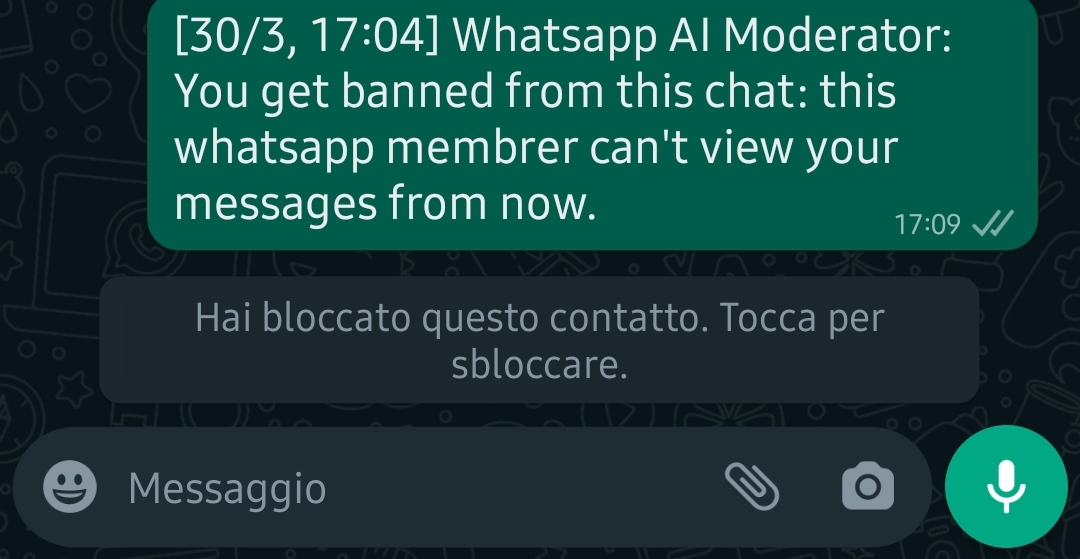 [30/3, 17:04] Whatsapp AI Moderator:
You get banned from this chat: this
whatsapp membrer can't view your
messages from now.
17:09
Hai bloccato questo contatto. Tocca per
sbloccare.
Messaggio